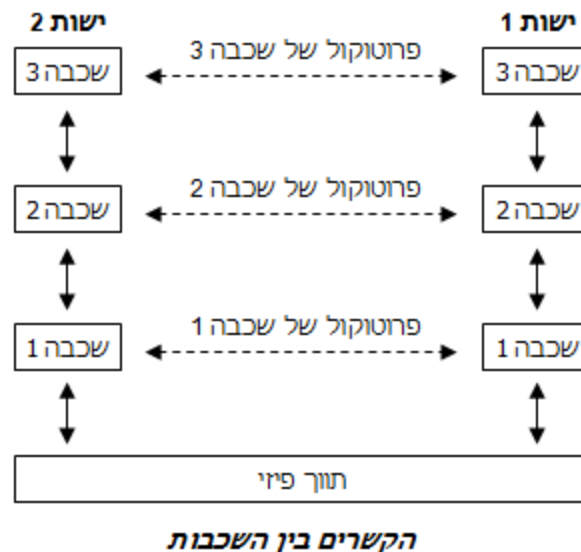 ישות 1
ישות 2
שכבה 3
פרוטוקול של שכבה 3
שכבה 3
שכבה 2
פרוטוקול של שכבה 2
שכבה 2
שכבה 1
פרוטוקול של שכבה 1
שכבה 1
תווך פיזי
הקשרים בין השכבות